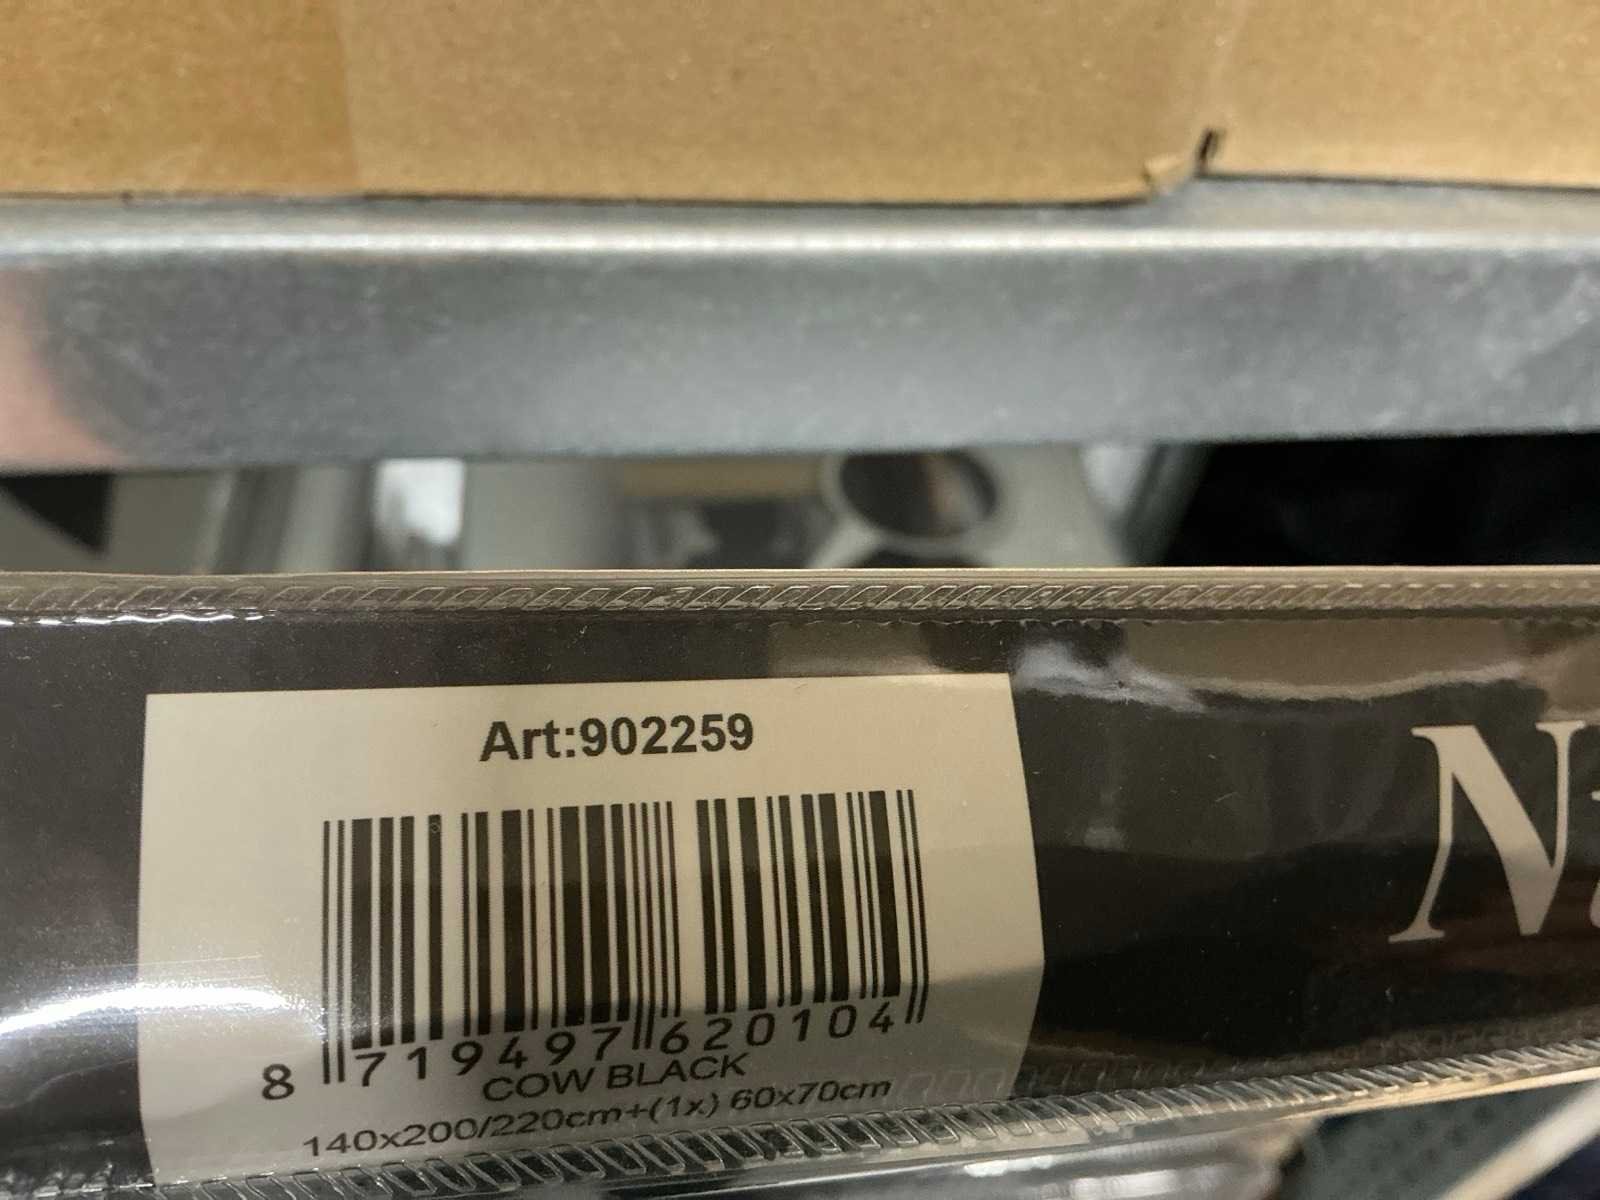 Art:902259
8 719497 620104
COW BLACK
140x200/220cm+(1x) 60x70cm